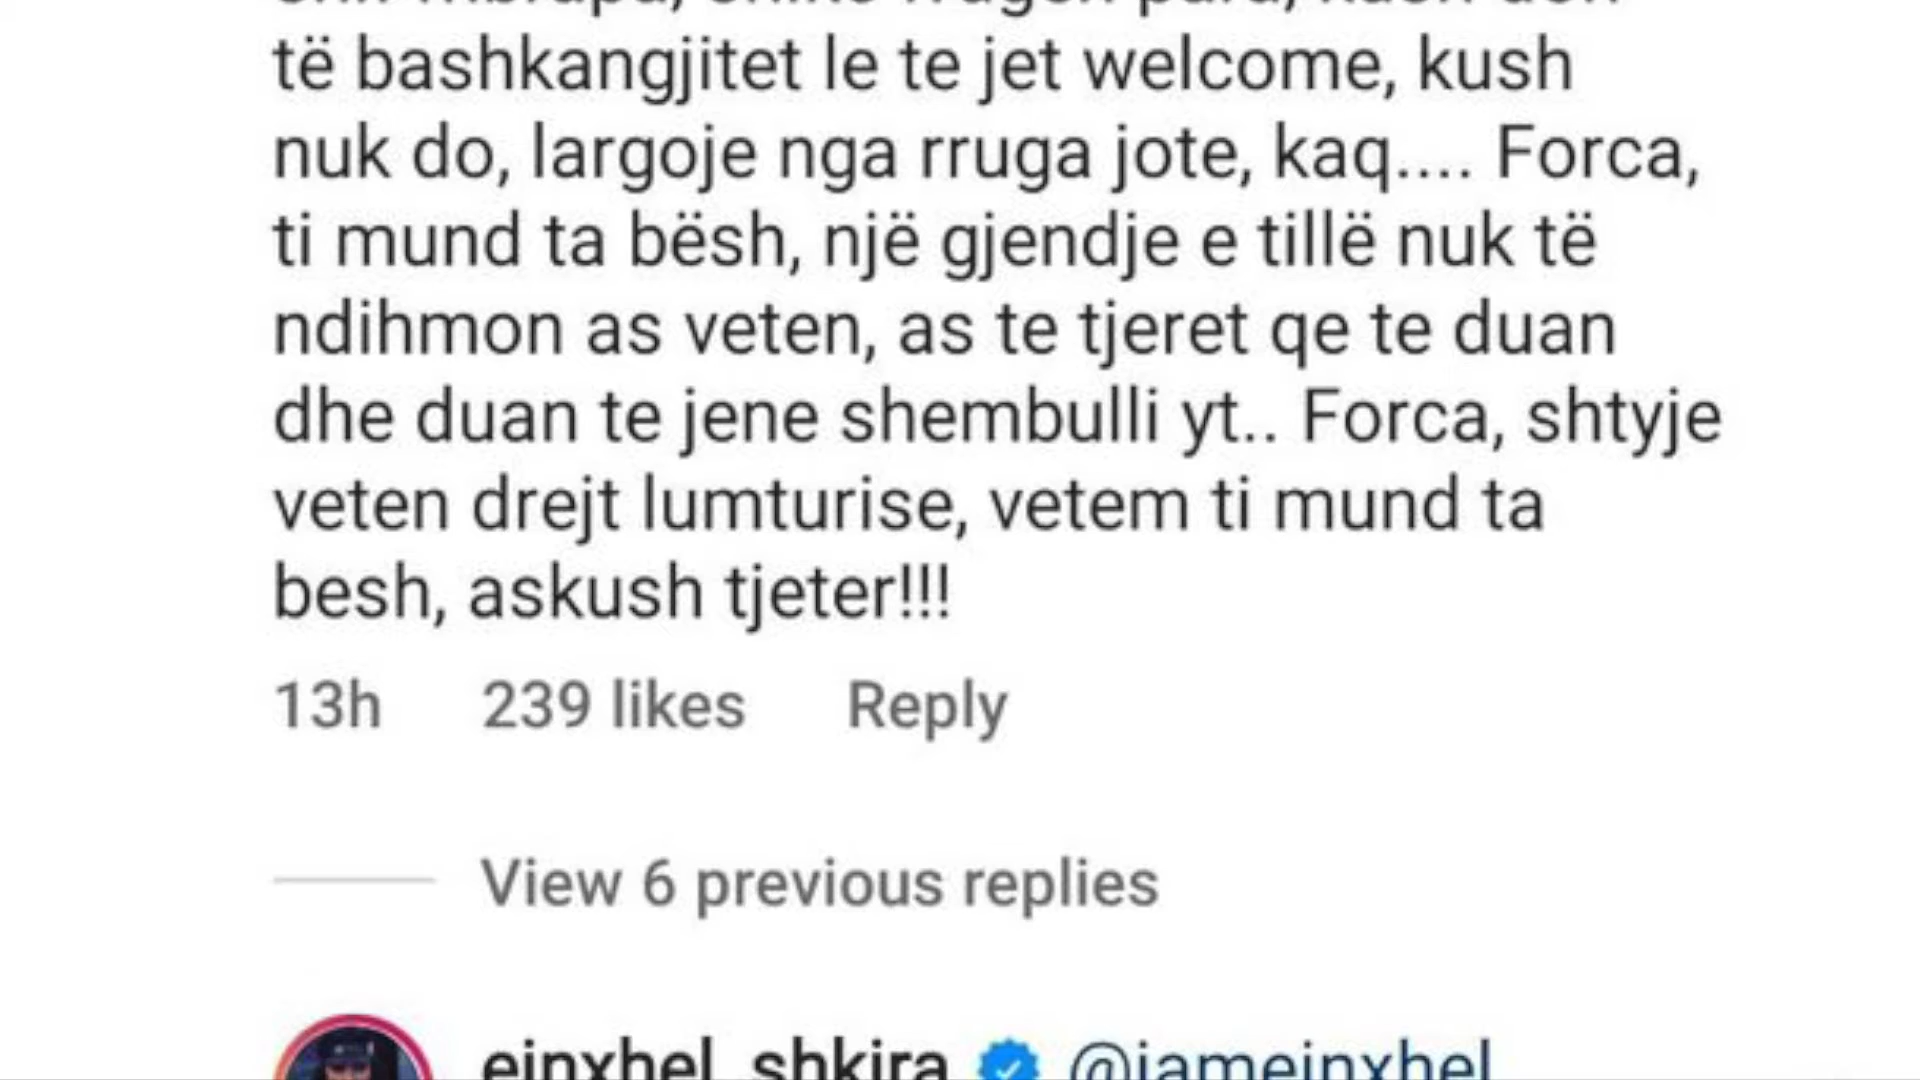 të bashkangjitet le te jet welcome, kush
nuk do, largoje nga rruga jote, kaq.... Forca,
ti mund ta bësh, një gjendje e tillë nuk të
ndihmon as veten, as te tjeret qe te duan
dhe duan te jene shembulli yt.. Forca, shtyje
veten drejt lumturise, vetem ti mund ta
besh, askush tjeter!!!
13h 239 likes Reply
View 6 previous replies
einxhel_shkira @iameinxhel